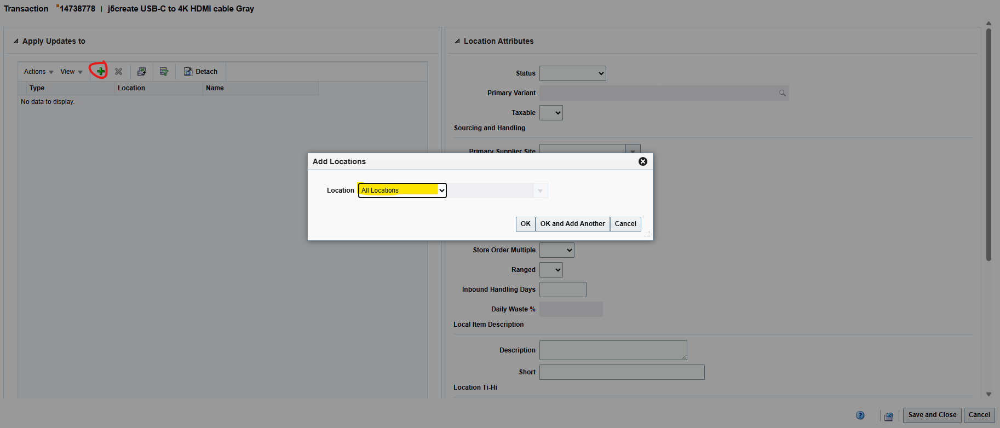 Transaction 14738778 | j5create USB-C to 4K HDMI cable Gray
Apply Updates to
Actions View Detach
Type Location Name
No data to display.
Location Attributes
Status
Primary Variant
Taxable
Sourcing and Handling
Primary Supplier Site
Add Locations
Location All Locations
OK OK and Add Another Cancel
Store Order Multiple
Ranged
Inbound Handling Days
Daily Waste %
Local Item Description
Description
Short
Location Ti-Hi
Save and Close Cancel